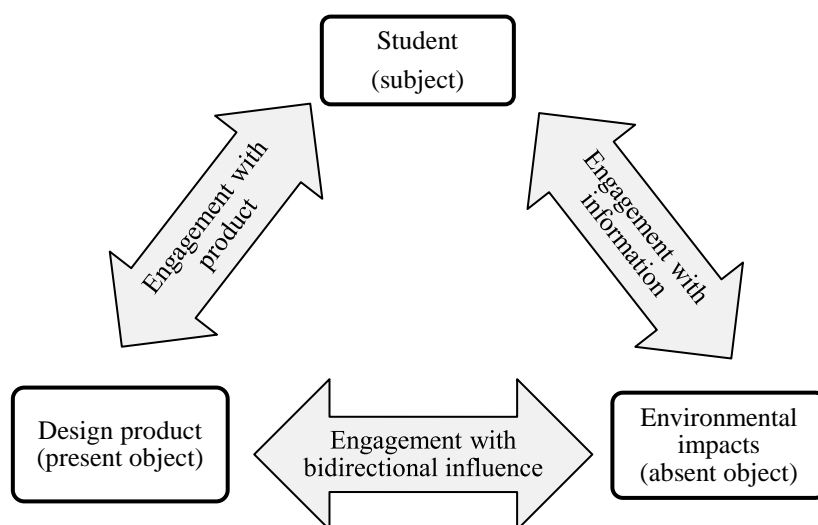 Student
(subject)
Engagement with
product
Engagement with
information
Design product
(present object)
Engagement with
bidirectional influence
Environmental
impacts
(absent object)